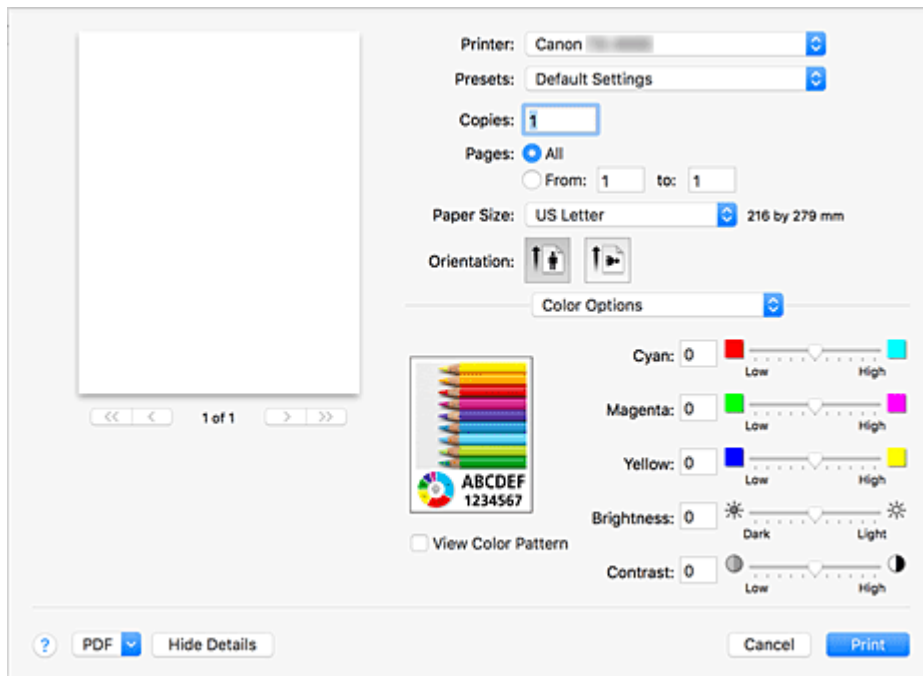 Printer: Canon
Presets: Default Settings
Copies: 1
Pages: All
From: 1 to: 1
Paper Size: US Letter 216 by 279 mm
Orientation:
Color Options
1 of 1
Cyan: 0
Low High
Magenta: 0
Low High
Yellow: 0
Low High
ABCDEF
1234567
Brightness: 0
Dark Light
View Color Pattern
Contrast: 0
Low High
? PDF Hide Details Cancel Print